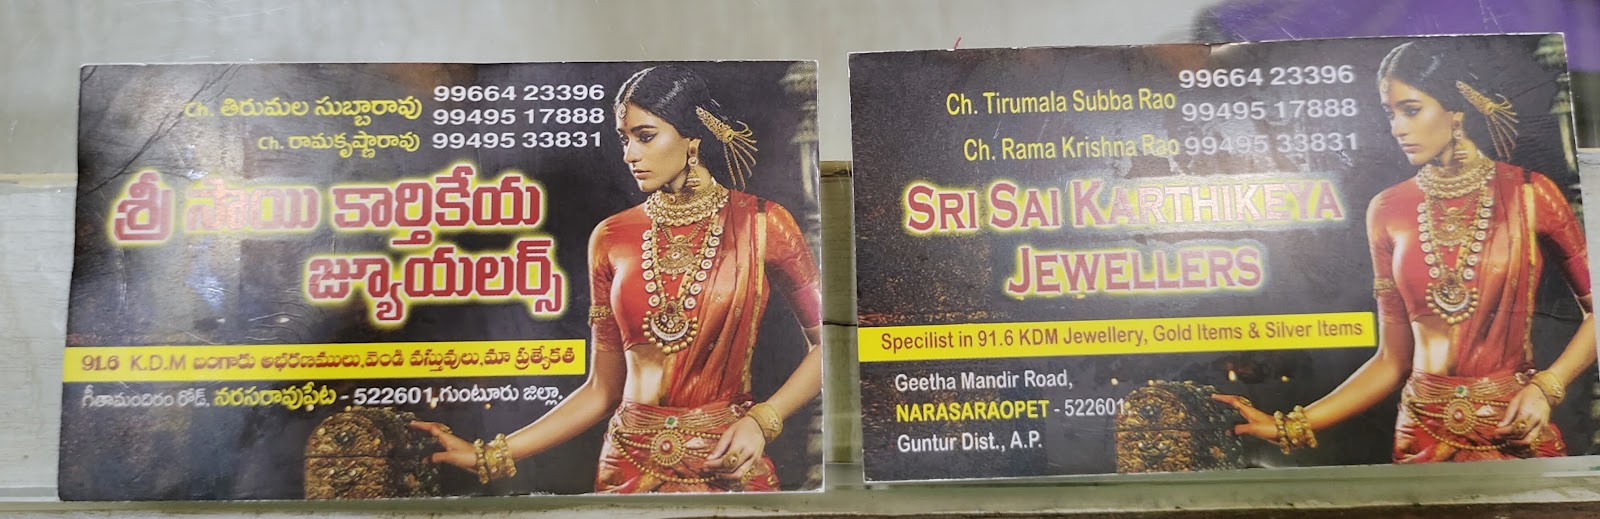 Ch. తిరుమల సుబ్బారావు 99664 23396
99495 17888
Ch. రామకృష్ణారావు 99495 33831
శ్రీ సాయి కార్తికేయ
జ్యూయలర్స్
91.6 K.D.M బంగారు ఆభరణములు,వెండి వస్తువులు,మా ప్రత్యేకత
గీతామందిరం రోడ్, నరసరావుపేట - 522601,గుంటూరు జిల్లా.
Ch. Tirumala Subba Rao 99664 23396
99495 17888
Ch. Rama Krishna Rao 99495 33831
SRI SAI KARTHIKEYA
JEWELLERS
Specilist in 91.6 KDM Jewellery, Gold Items & Silver Items
Geetha Mandir Road,
NARASARAOPET - 522601,
Guntur Dist., A.P.